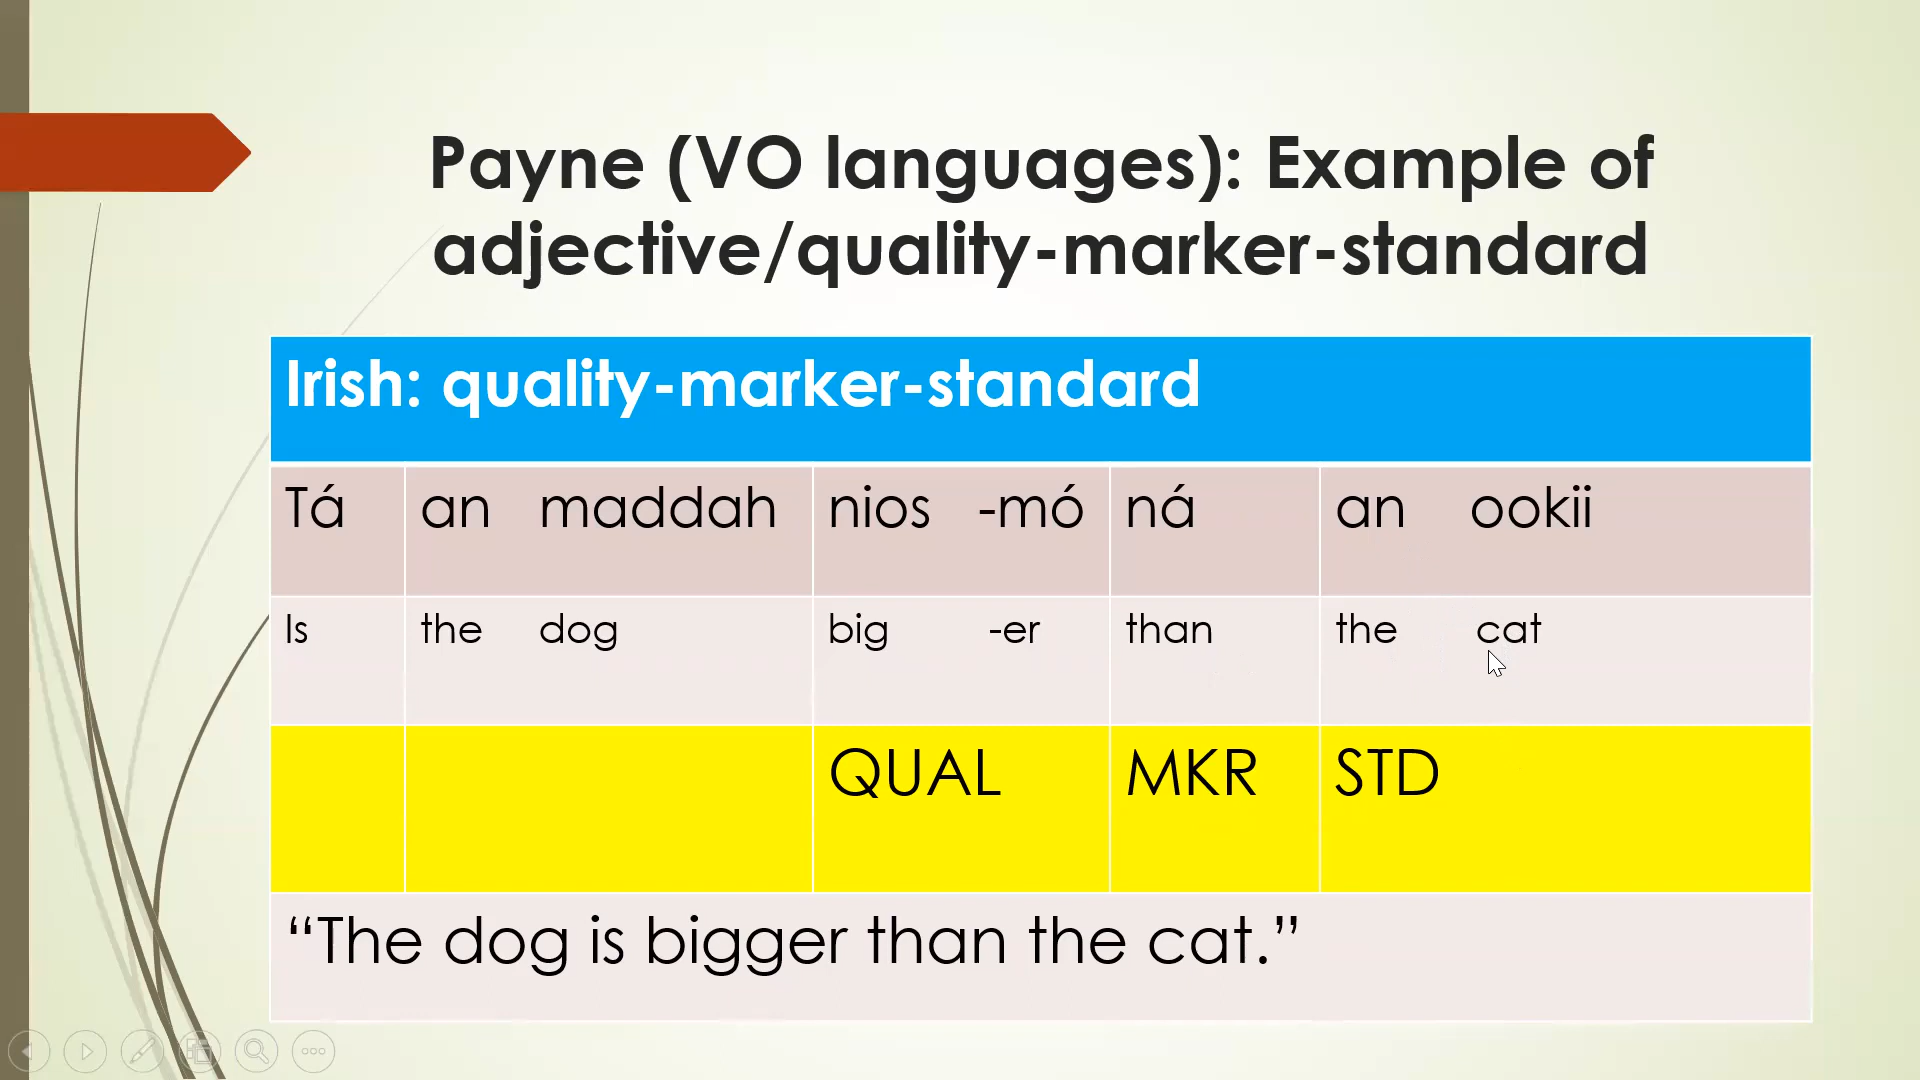 Payne (VO languages): Example of
adjective/quality-marker-standard
Irish: quality-marker-standard
Tá an maddah nios -mó ná an ookii
Is the dog big -er than the cat
QUAL MKR STD
“The dog is bigger than the cat.”